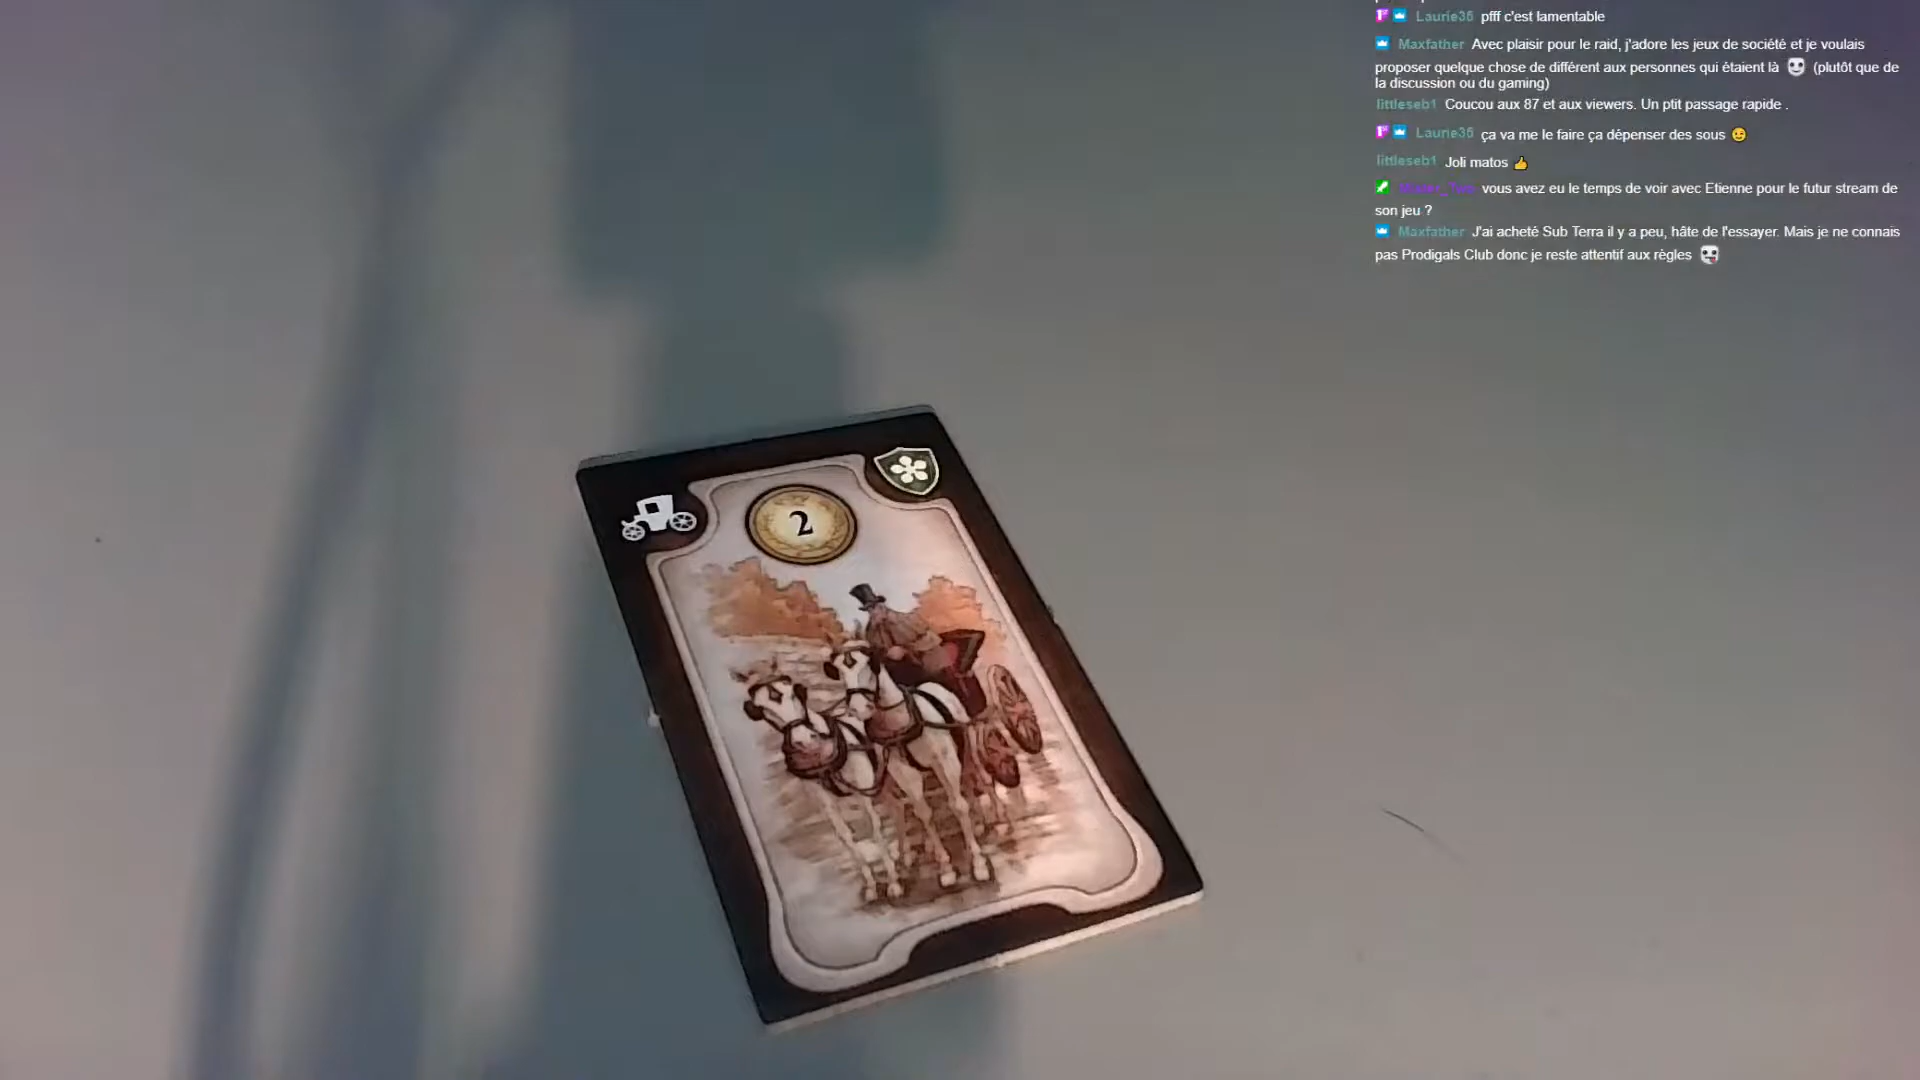 Laurie35 pfff c'est lamentable
Maxfather Avec plaisir pour le raid, j'adore les jeux de société et je voulais
proposer quelque chose de différent aux personnes qui étaient là (plutôt que de
la discussion ou du gaming)
littleseb1 Coucou aux 87 et aux viewers. Un ptit passage rapide .
Laurie35 ça va me le faire ça dépenser des sous
littleseb1 Joli matos
vous avez eu le temps de voir avec Etienne pour le futur stream de
son jeu ?
Maxfather J'ai acheté Sub Terra il y a peu, hâte de l'essayer. Mais je ne connais
pas Prodigals Club donc je reste attentif aux règles
2